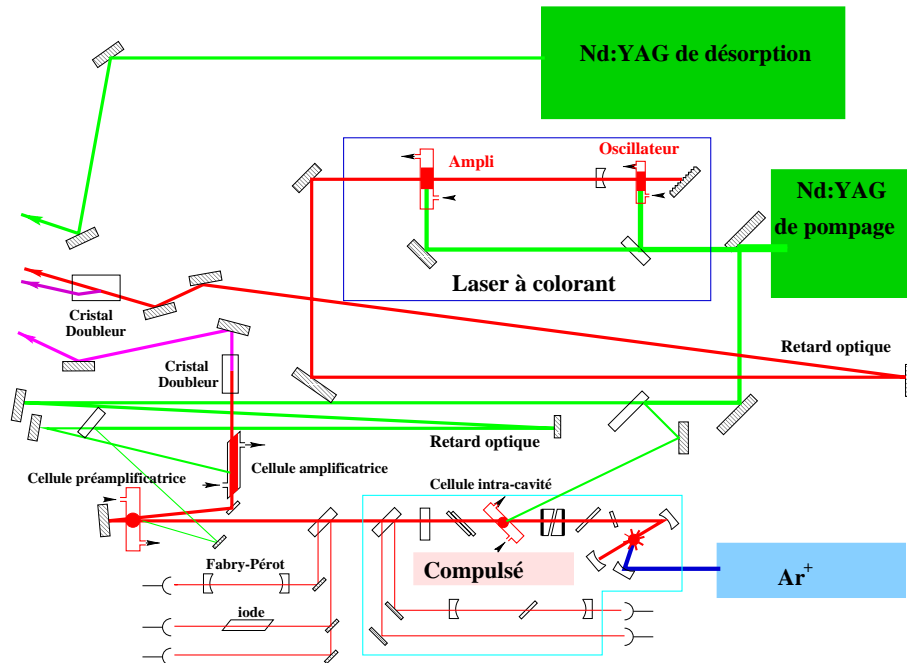 Nd:YAG de désorption
Oscillateur
Ampli
Nd:YAG
de pompage
Laser à colorant
Cristal
Doubleur
Retard optique
Cristal
Doubleur
Retard optique
Cellule amplificatrice
Cellule préamplificatrice
Cellule intra-cavité
Fabry-Pérot
Compulsé
Ar+
iode